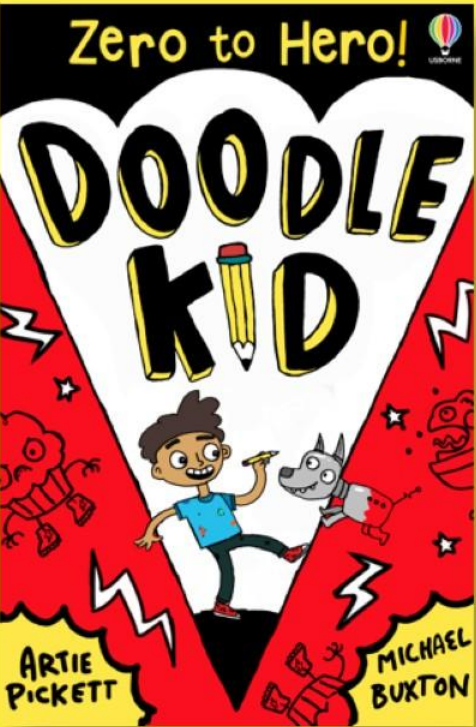 Zero to Hero!
USBORNE
DOODLE
KID
ARTIE
PICKETT
MICHAEL
BUXTON